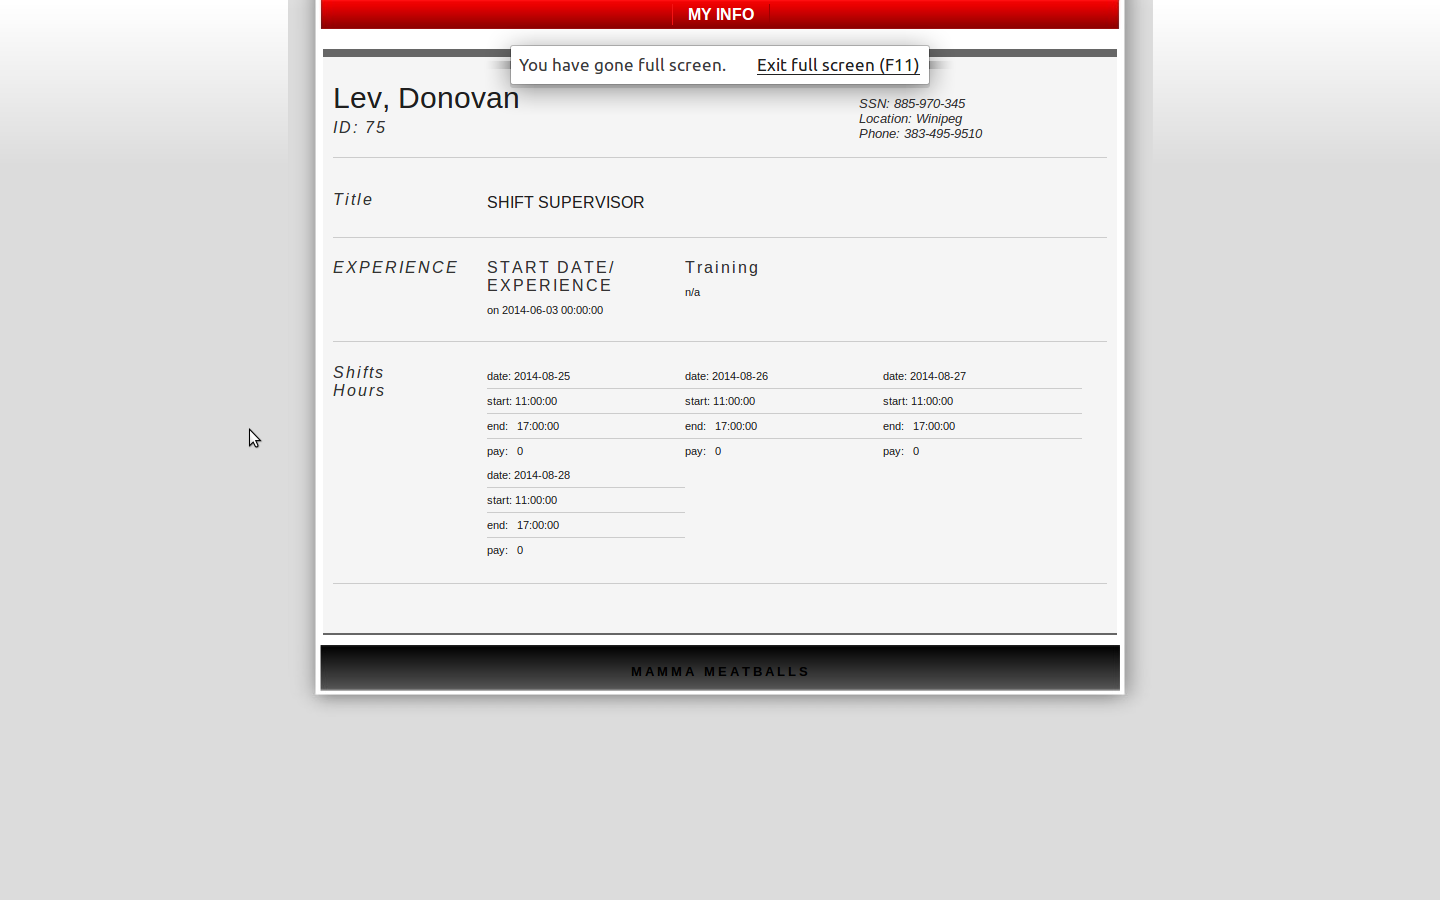 MY INFO
You have gone full screen. Exit full screen (F11)
Lev, Donovan
ID: 75
SSN: 885-970-345
Location: Winipeg
Phone: 383-495-9510
Title
SHIFT SUPERVISOR
EXPERIENCE
START DATE/
EXPERIENCE
on 2014-06-03 00:00:00
Training
n/a
Shifts
Hours
date: 2014-08-25 date: 2014-08-26 date: 2014-08-27
start: 11:00:00 start: 11:00:00 start: 11:00:00
end: 17:00:00 end: 17:00:00 end: 17:00:00
pay: 0 pay: 0 pay: 0
date: 2014-08-28
start: 11:00:00
end: 17:00:00
pay: 0
MAMMA MEATBALLS